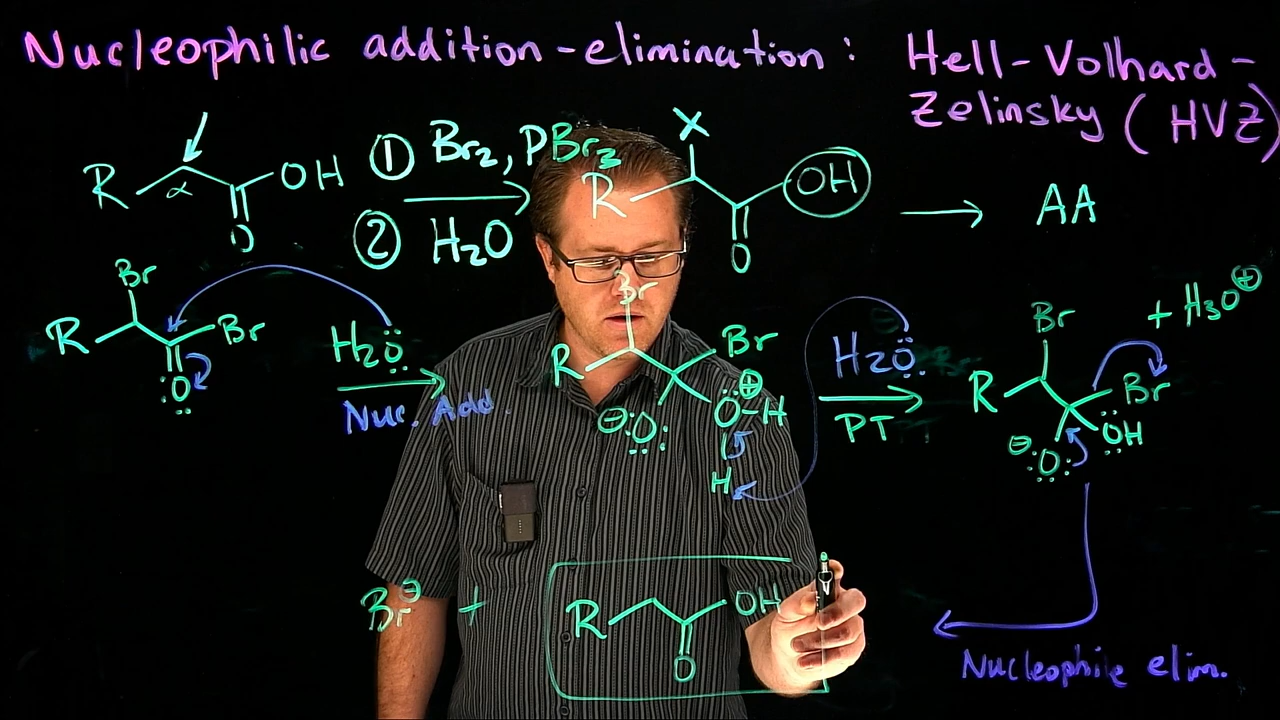 Nucleophilic addition-elimination: Hell-Volhard-
Zelinsky (HVZ)
R α OH O
① Br2, PBr3
② H2O
X R OH O
AA
Br R Br :O:
H2O:
Nuc. Add.
Br R Br ⊖:O: O⊕-H H
H2O:
PT
Br R Br ⊖:O: OH
+ H3O⊕
Br⊖ +
R OH O
Nucleophile elim.